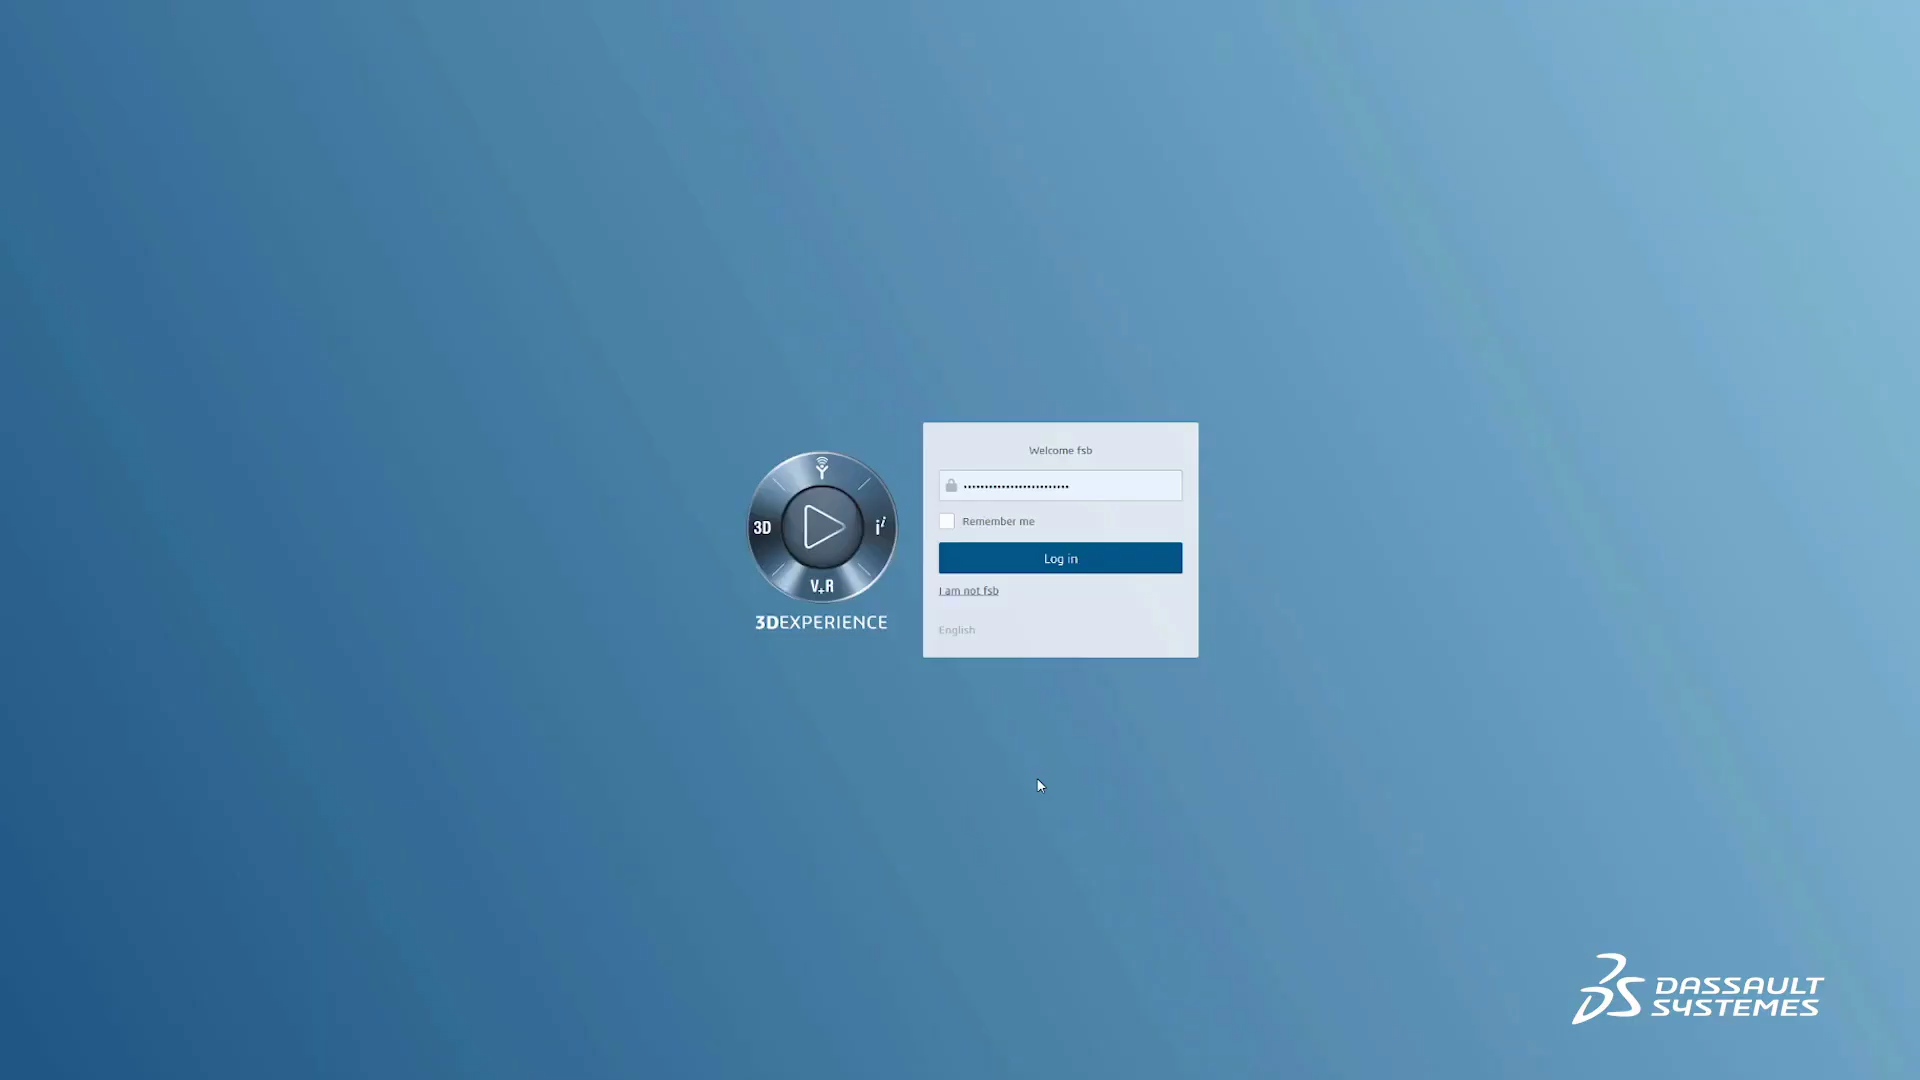 Welcome fsb
•••••••••••••••••••••••••
Remember me
Log in
I am not fsb
English
3D
i
V+R
3DEXPERIENCE
DASSAULT
SYSTEMES